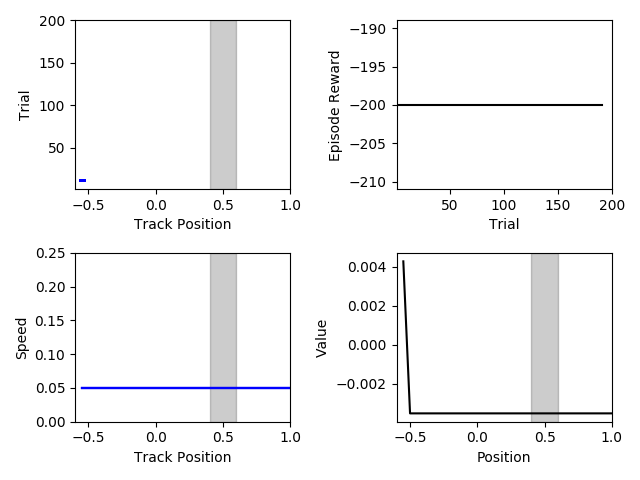 200
150
100
50
Trial
−0.5 0.0 0.5 1.0
Track Position
−190
−195
−200
−205
−210
Episode Reward
50 100 150 200
Trial
0.25
0.20
0.15
0.10
0.05
0.00
Speed
−0.5 0.0 0.5 1.0
Track Position
0.004
0.002
0.000
−0.002
Value
−0.5 0.0 0.5 1.0
Position